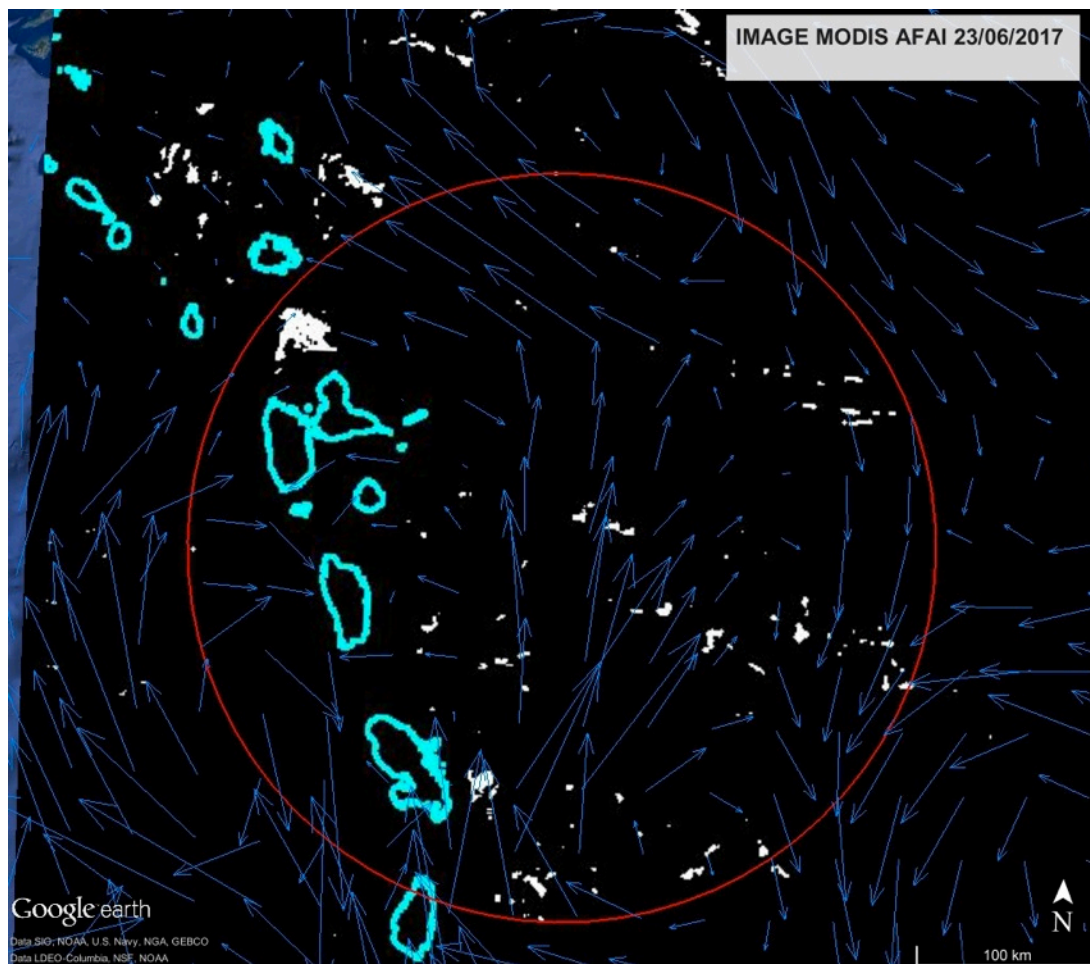 IMAGE MODIS AFAI 23/06/2017
Google earth
Data SIO, NOAA, U.S. Navy, NGA, GEBCO
Data LDEO-Columbia, NSF, NOAA
N
100 km